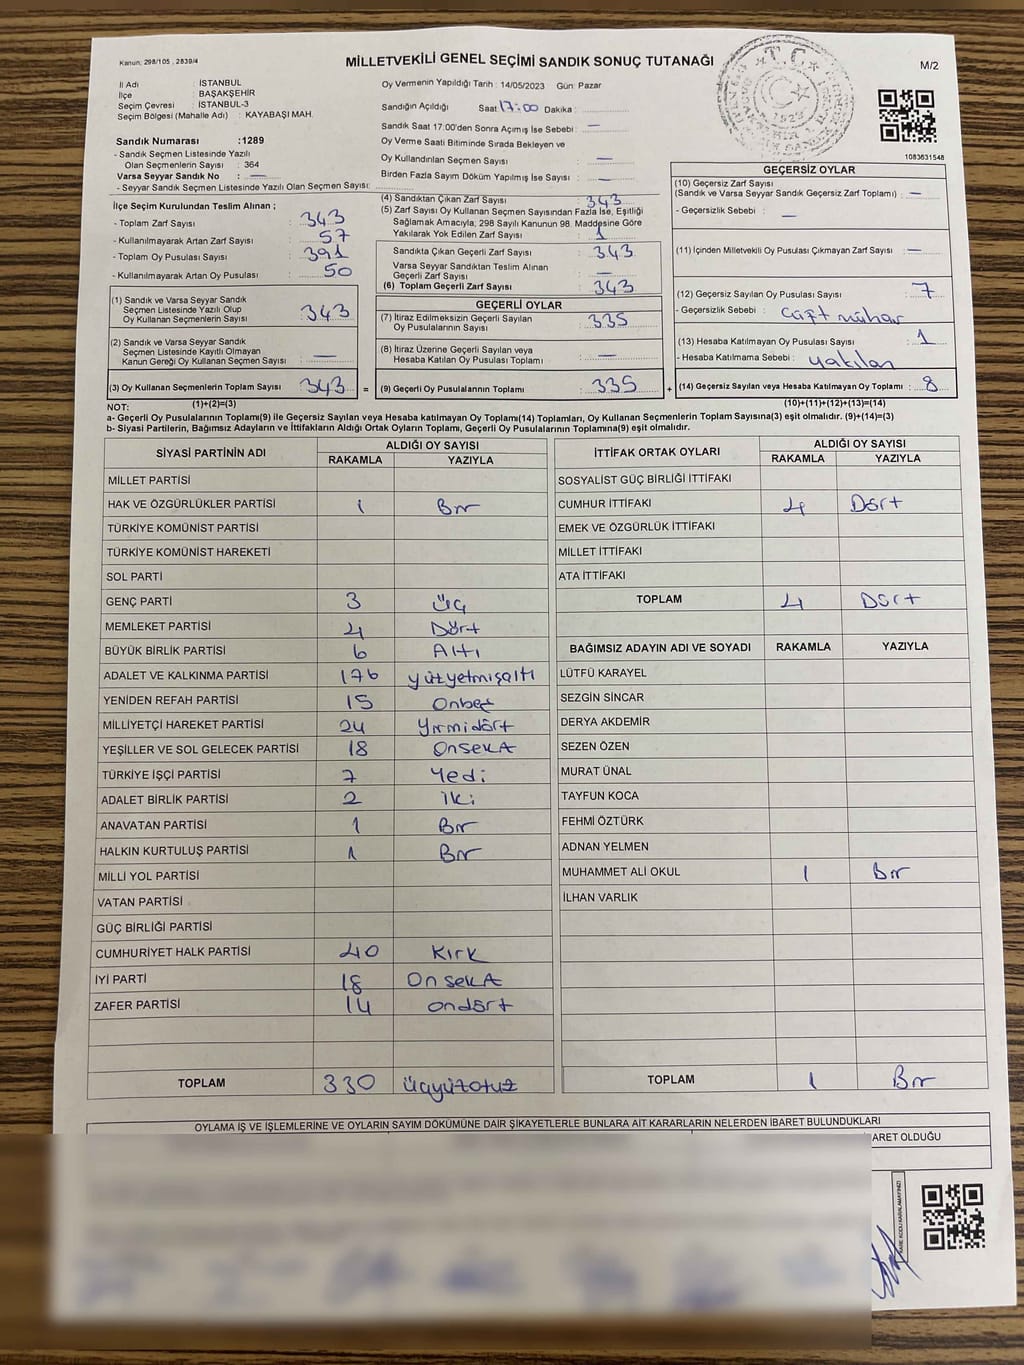 Kanun; 298/105 , 2839/4
MİLLETVEKİLİ GENEL SEÇİMİ SANDIK SONUÇ TUTANAĞI
M/2
T.C.
1083631548
İl Adı : İSTANBUL
İlçe : BAŞAKŞEHİR
Seçim Çevresi : İSTANBUL-3
Seçim Bölgesi (Mahalle Adı) : KAYABAŞI MAH.
Sandık Numarası :1289
- Sandık Seçmen Listesinde Yazılı
Olan Seçmenlerin Sayısı : 364
Varsa Seyyar Sandık No : —
- Seyyar Sandık Seçmen Listesinde Yazılı Olan Seçmen Sayısı:
Oy Vermenin Yapıldığı Tarih : 14/05/2023 Gün: Pazar
Sandığın Açıldığı Saat 17:00 Dakika :
Sandık Saat 17:00'den Sonra Açımış İse Sebebi : —
Oy Verme Saati Bitiminde Sırada Bekleyen ve
Oy Kullandırılan Seçmen Sayısı : —
Birden Fazla Sayım Döküm Yapılmış İse Sayısı : —
İlçe Seçim Kurulundan Teslim Alınan ;
- Toplam Zarf Sayısı : 343
- Kullanılmayarak Artan Zarf Sayısı : 57
- Toplam Oy Pusulası Sayısı : 391
- Kullanılmayarak Artan Oy Pusulası : 50
(1) Sandık ve Varsa Seyyar Sandık
Seçmen Listesinde Yazılı Olup
Oy Kullanan Seçmenlerin Sayısı : 343
(2) Sandık ve Varsa Seyyar Sandık
Seçmen Listesinde Kayıtlı Olmayan
Kanun Gereği Oy Kullanan Seçmen Sayısı : —
(3) Oy Kullanan Seçmenlerin Toplam Sayısı : 343 =
(1)+(2)=(3)
(4) Sandıktan Çıkan Zarf Sayısı : 343
(5) Zarf Sayısı Oy Kullanan Seçmen Sayısından Fazla İse, Eşitliği
Sağlamak Amacıyla, 298 Sayılı Kanunun 98. Maddesine Göre
Yakılarak Yok Edilen Zarf Sayısı : 1
Sandıkta Çıkan Geçerli Zarf Sayısı : 343
Varsa Seyyar Sandıktan Teslim Alınan
Geçerli Zarf Sayısı : —
(6) Toplam Geçerli Zarf Sayısı : 343
GEÇERLİ OYLAR
(7) İtiraz Edilmeksizin Geçerli Sayılan
Oy Pusulalarının Sayısı : 335
(8) İtiraz Üzerine Geçerli Sayılan veya
Hesaba Katılan Oy Pusulası Toplamı : —
(9) Geçerli Oy Pusulalarının Toplamı : 335 +
GEÇERSİZ OYLAR
(10) Geçersiz Zarf Sayısı
(Sandık ve Varsa Seyyar Sandık Geçersiz Zarf Toplamı) : —
- Geçersizlik Sebebi : —
(11) İçinden Milletvekili Oy Pusulası Çıkmayan Zarf Sayısı : —
(12) Geçersiz Sayılan Oy Pusulası Sayısı : 7
- Geçersizlik Sebebi : Çift mühür
(13) Hesaba Katılmayan Oy Pusulası Sayısı : 1
- Hesaba Katılmama Sebebi : yakılan
(14) Geçersiz Sayılan veya Hesaba Katılmayan Oy Toplamı : 8
(10)+(11)+(12)+(13)=(14)
NOT:
a- Geçerli Oy Pusulalarının Toplamı(9) ile Geçersiz Sayılan veya Hesaba katılmayan Oy Toplamı(14) Toplamları, Oy Kullanan Seçmenlerin Toplam Sayısına(3) eşit olmalıdır. (9)+(14)=(3)
b- Siyasi Partilerin, Bağımsız Adayların ve İttifakların Aldığı Ortak Oyların Toplamı, Geçerli Oy Pusulalarının Toplamına(9) eşit olmalıdır.
SİYASİ PARTİNİN ADI ALDIĞI OY SAYISI
RAKAMLA YAZIYLA
MİLLET PARTİSİ
HAK VE ÖZGÜRLÜKLER PARTİSİ 1 Bir
TÜRKİYE KOMÜNİST PARTİSİ
TÜRKİYE KOMÜNİST HAREKETİ
SOL PARTİ
GENÇ PARTİ 3 Üç
MEMLEKET PARTİSİ 4 Dört
BÜYÜK BİRLİK PARTİSİ 6 Altı
ADALET VE KALKINMA PARTİSİ 176 yüzyetmişaltı
YENİDEN REFAH PARTİSİ 15 Onbeş
MİLLİYETÇİ HAREKET PARTİSİ 24 Yirmidört
YEŞİLLER VE SOL GELECEK PARTİSİ 18 Onsekiz
TÜRKİYE İŞÇİ PARTİSİ 7 Yedi
ADALET BİRLİK PARTİSİ 2 İki
ANAVATAN PARTİSİ 1 Bir
HALKIN KURTULUŞ PARTİSİ 1 Bir
MİLLİ YOL PARTİSİ
VATAN PARTİSİ
GÜÇ BİRLİĞİ PARTİSİ
CUMHURİYET HALK PARTİSİ 40 Kırk
İYİ PARTİ 18 On sekiz
ZAFER PARTİSİ 14 ondört
TOPLAM 330 üçyüzotuz
İTTİFAK ORTAK OYLARI ALDIĞI OY SAYISI
RAKAMLA YAZIYLA
SOSYALİST GÜÇ BİRLİĞİ İTTİFAKI
CUMHUR İTTİFAKI 4 Dört
EMEK VE ÖZGÜRLÜK İTTİFAKI
MİLLET İTTİFAKI
ATA İTTİFAKI
TOPLAM 4 Dört
BAĞIMSIZ ADAYIN ADI VE SOYADI RAKAMLA YAZIYLA
LÜTFÜ KARAYEL
SEZGİN SİNCAR
DERYA AKDEMİR
SEZEN ÖZEN
MURAT ÜNAL
TAYFUN KOCA
FEHMİ ÖZTÜRK
ADNAN YELMEN
MUHAMMET ALİ OKUL 1 Bir
İLHAN VARLIK
TOPLAM 1 Bir
OYLAMA İŞ VE İŞLEMLERİNE VE OYLARIN SAYIM DÖKÜMÜNE DAİR ŞİKAYETLERLE BUNLARA AİT KARARLARIN NELERDEN İBARET BULUNDUKLARI
ARET OLDUĞU
KARE KODU KARALAMAYINIZ!